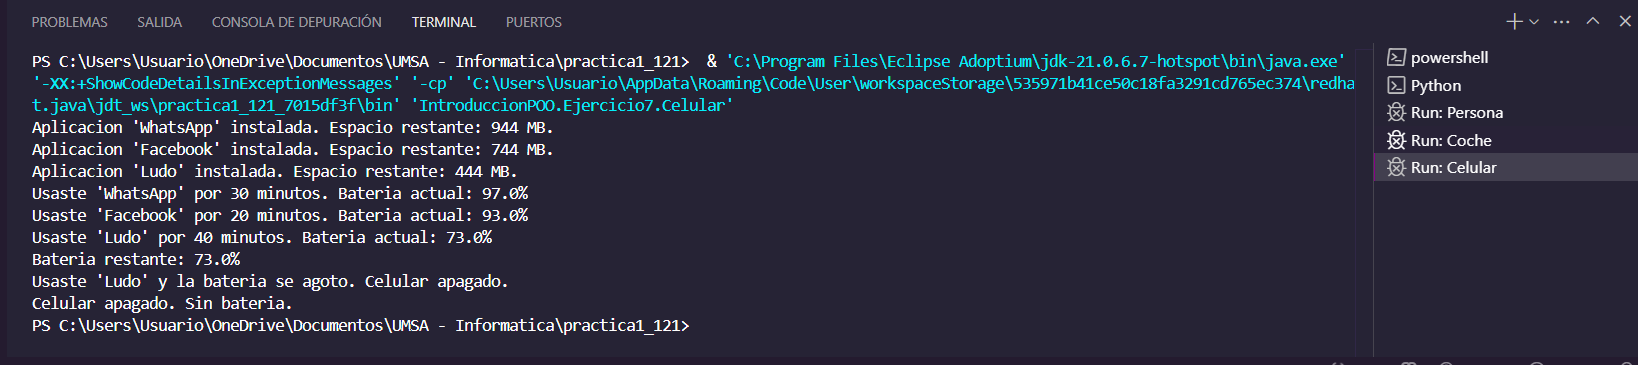 PROBLEMAS SALIDA CONSOLA DE DEPURACIÓN TERMINAL PUERTOS
PS C:\Users\Usuario\OneDrive\Documentos\UMSA - Informatica\practica1_121>  & 'C:\Program Files\Eclipse Adoptium\jdk-21.0.6.7-hotspot\bin\java.exe'
'-XX:+ShowCodeDetailsInExceptionMessages' '-cp' 'C:\Users\Usuario\AppData\Roaming\Code\User\workspaceStorage\535971b41ce50c18fa3291cd765ec374\redha
t.java\jdt_ws\practica1_121_7015df3f\bin' 'IntroduccionPOO.Ejercicio7.Celular'
Aplicacion 'WhatsApp' instalada. Espacio restante: 944 MB.
Aplicacion 'Facebook' instalada. Espacio restante: 744 MB.
Aplicacion 'Ludo' instalada. Espacio restante: 444 MB.
Usaste 'WhatsApp' por 30 minutos. Bateria actual: 97.0%
Usaste 'Facebook' por 20 minutos. Bateria actual: 93.0%
Usaste 'Ludo' por 40 minutos. Bateria actual: 73.0%
Bateria restante: 73.0%
Usaste 'Ludo' y la bateria se agoto. Celular apagado.
Celular apagado. Sin bateria.
PS C:\Users\Usuario\OneDrive\Documentos\UMSA - Informatica\practica1_121>
powershell
Python
Run: Persona
Run: Coche
Run: Celular